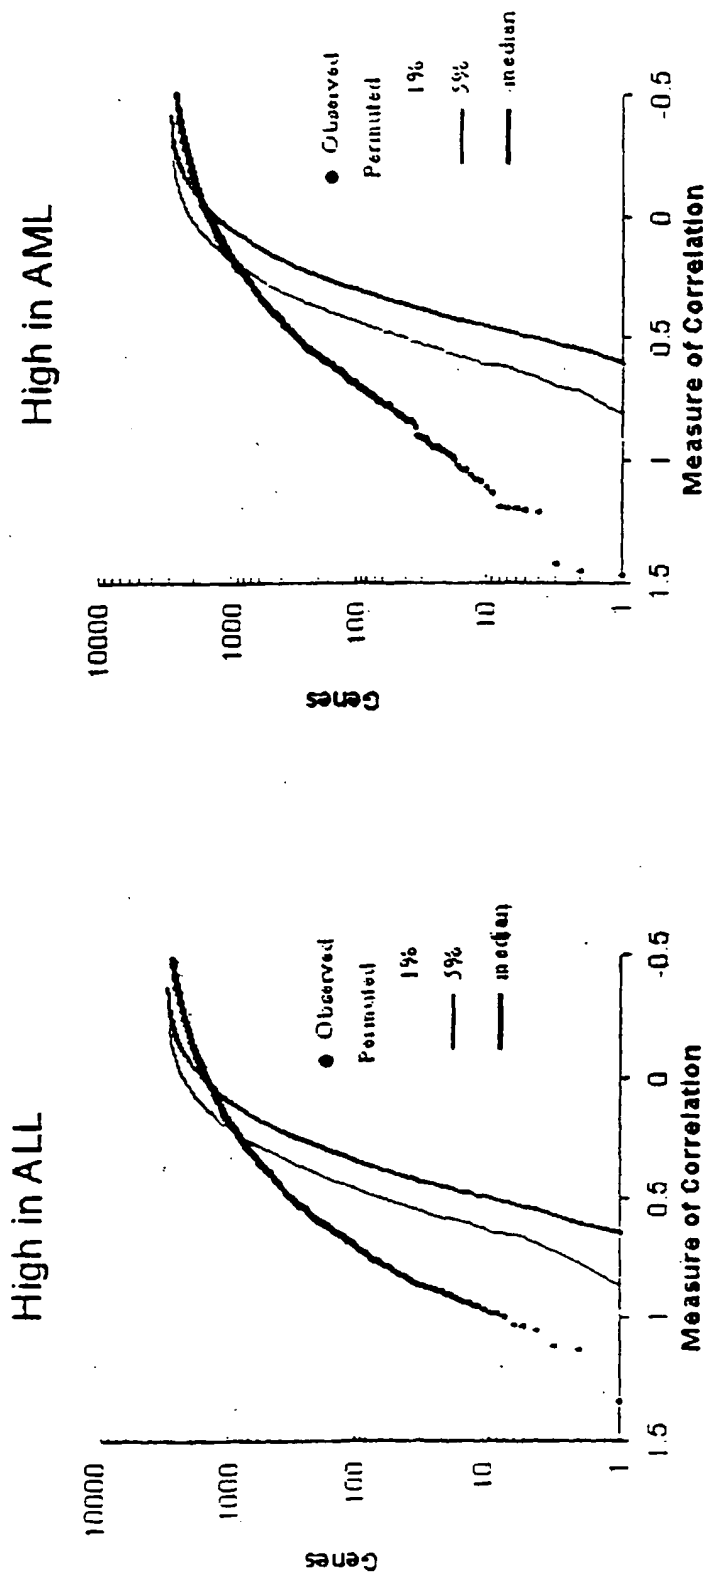 High in ALL
Genes
10000
1000
100
10
1
1.5
1
0.5
0
-0.5
Measure of Correlation
Observed
Permuted
1%
5%
median
High in AML
Genes
10000
1000
100
10
1
1.5
1
0.5
0
-0.5
Measure of Correlation
Observed
Permuted
1%
5%
median